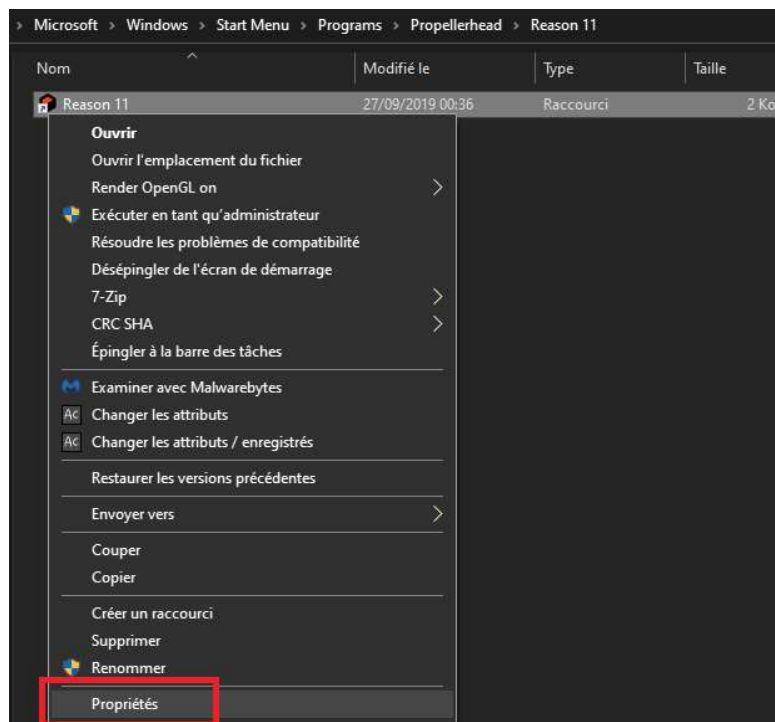 Microsoft > Windows > Start Menu > Programs > Propellerhead > Reason 11
Nom Modifié le Type Taille
Reason 11 27/09/2019 00:36 Raccourci 2 Ko
Ouvrir
Ouvrir l'emplacement du fichier
Render OpenGL on
Exécuter en tant qu'administrateur
Résoudre les problèmes de compatibilité
Désépingler de l'écran de démarrage
7-Zip
CRC SHA
Épingler à la barre des tâches
Examiner avec Malwarebytes
Ac Changer les attributs
Ac Changer les attributs / enregistrés
Restaurer les versions précédentes
Envoyer vers
Couper
Copier
Créer un raccourci
Supprimer
Renommer
Propriétés